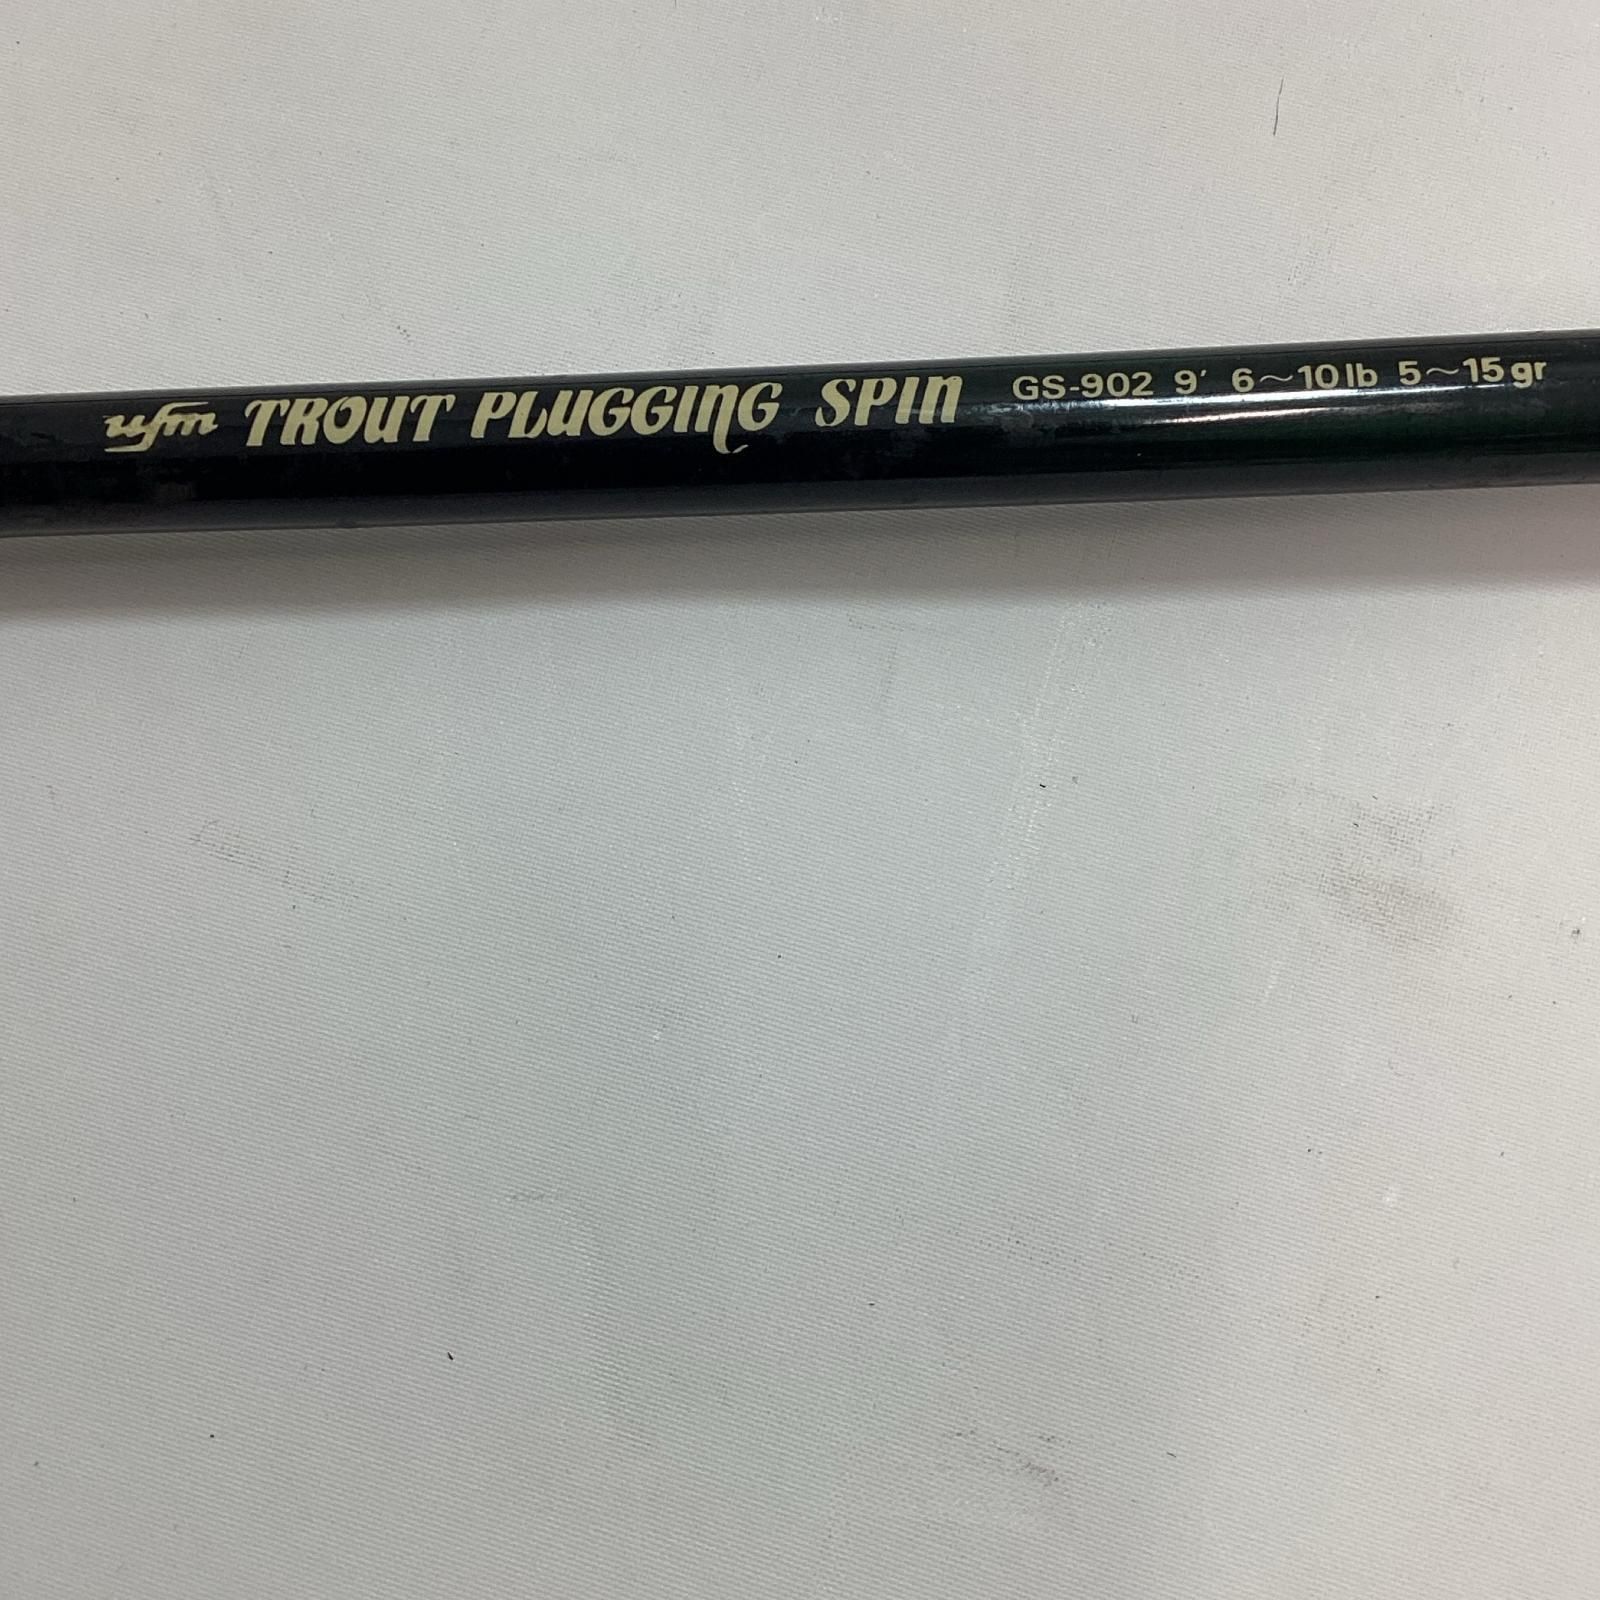 ufm TROUT PLUGGING SPIN GS-902 9' 6~10lb 5~15gr